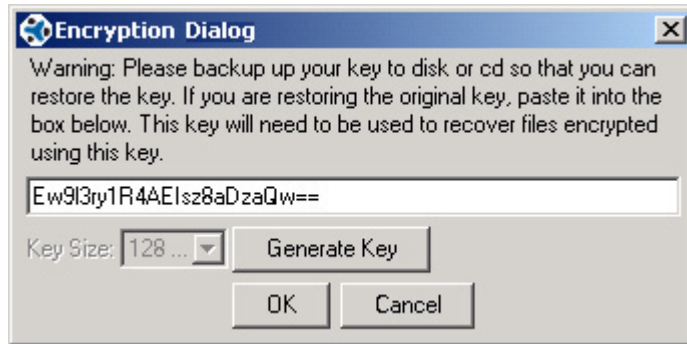 Encryption Dialog
Warning: Please backup up your key to disk or cd so that you can
restore the key. If you are restoring the original key, paste it into the
box below. This key will need to be used to recover files encrypted
using this key.
Ew9I3ry1R4AEIsz8aDzaQw==
Key Size: 128 ... Generate Key
OK Cancel